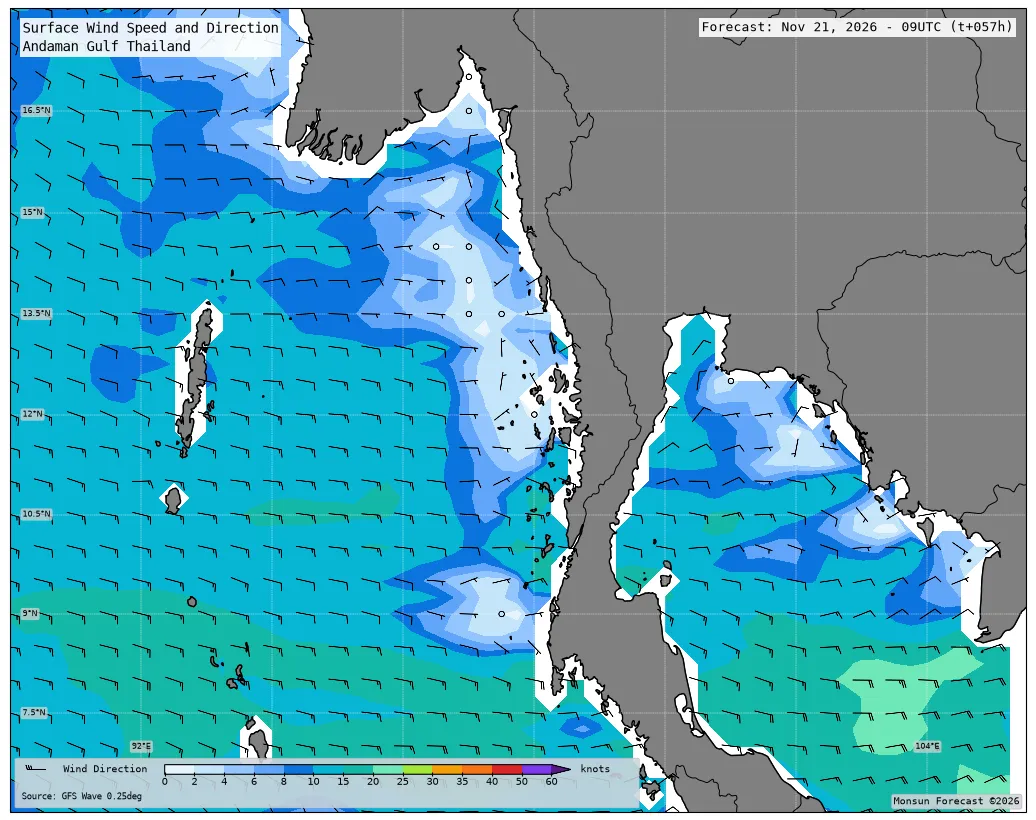 Surface Wind Speed and Direction
Andaman Gulf Thailand
Forecast: Nov 21, 2026 - 09UTC (t+057h)
16.5°N
15°N
13.5°N
12°N
10.5°N
9°N
7.5°N
92°E
104°E
Wind Direction
0 2 4 6 8 10 15 20 25 30 40 50 60
knots
Source: GFS Wave 0.25deg
Monsun Forecast ©2026